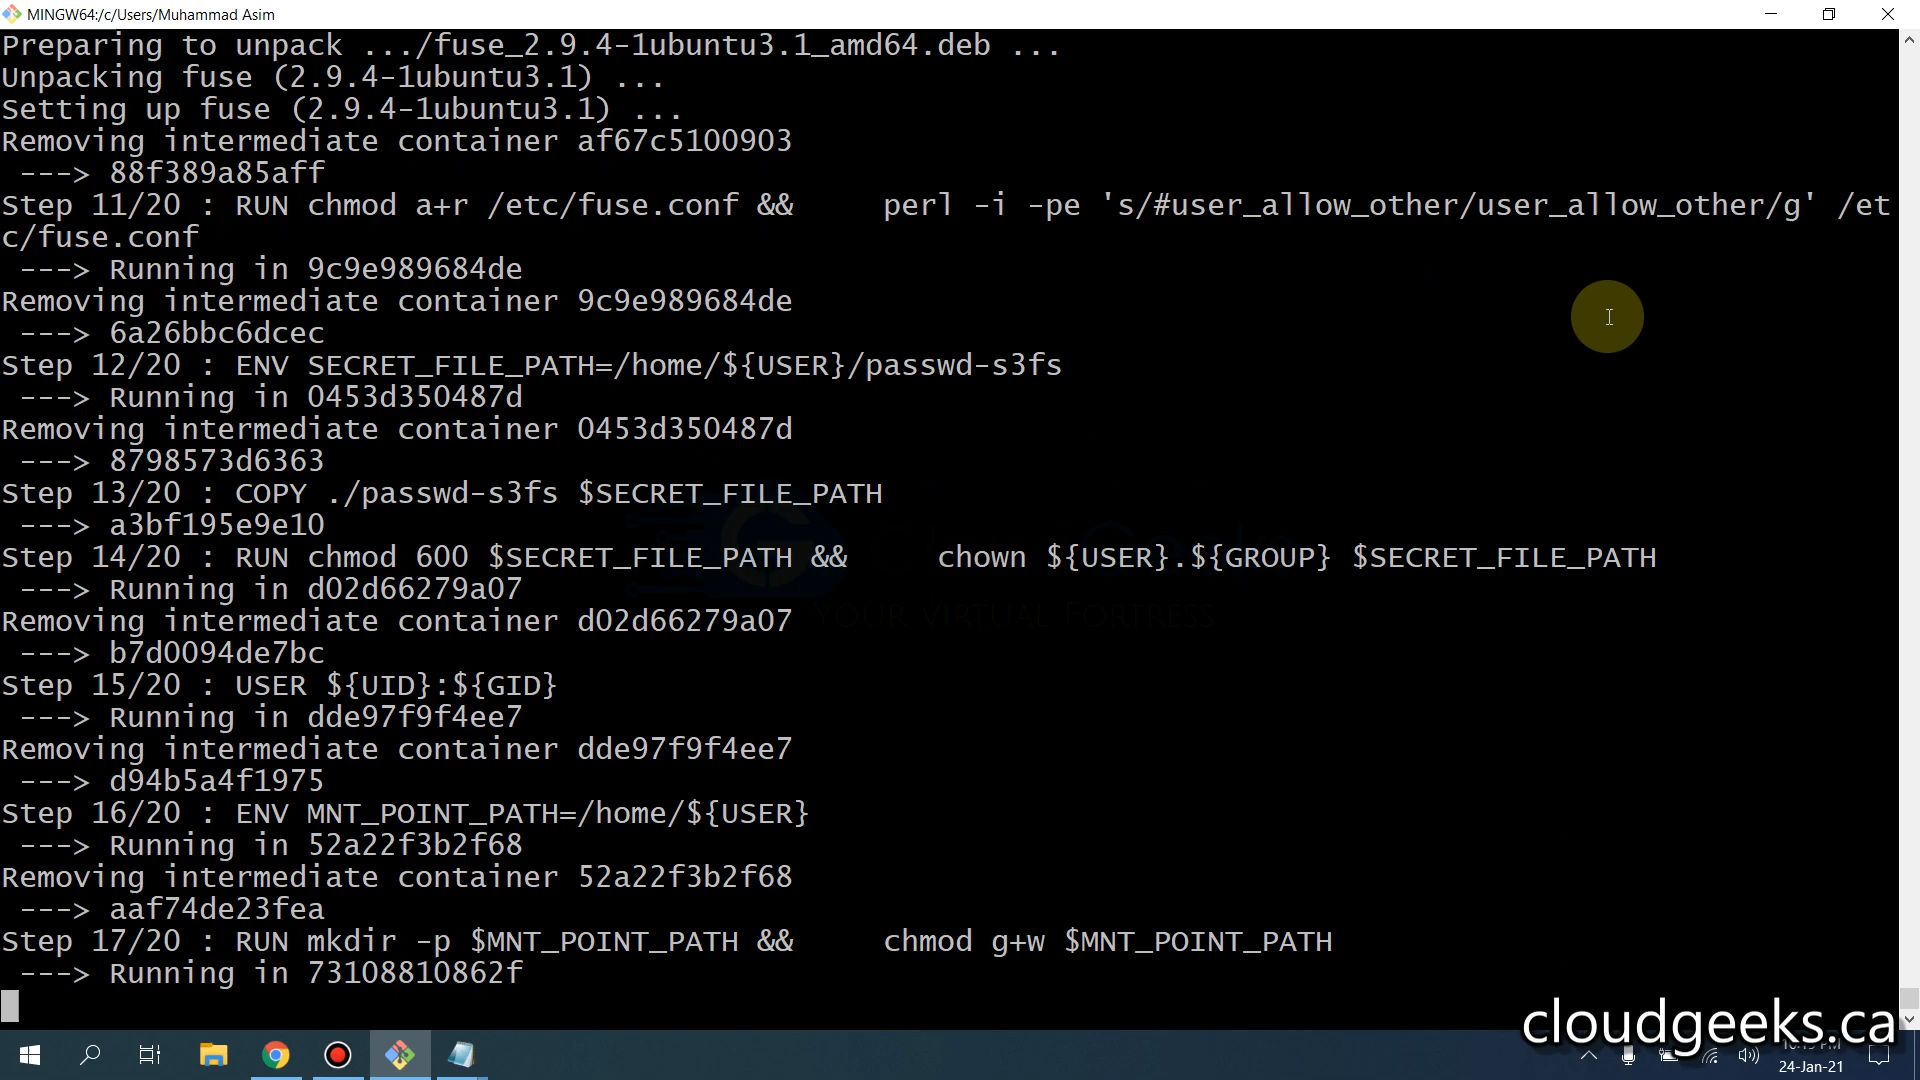 MINGW64:/c/Users/Muhammad Asim
Preparing to unpack .../fuse_2.9.4-1ubuntu3.1_amd64.deb ...
Unpacking fuse (2.9.4-1ubuntu3.1) ...
Setting up fuse (2.9.4-1ubuntu3.1) ...
Removing intermediate container af67c5100903
 ---> 88f389a85aff
Step 11/20 : RUN chmod a+r /etc/fuse.conf &&     perl -i -pe 's/#user_allow_other/user_allow_other/g' /et
c/fuse.conf
 ---> Running in 9c9e989684de
Removing intermediate container 9c9e989684de
 ---> 6a26bbc6dcec
Step 12/20 : ENV SECRET_FILE_PATH=/home/${USER}/passwd-s3fs
 ---> Running in 0453d350487d
Removing intermediate container 0453d350487d
 ---> 8798573d6363
Step 13/20 : COPY ./passwd-s3fs $SECRET_FILE_PATH
 ---> a3bf195e9e10
Step 14/20 : RUN chmod 600 $SECRET_FILE_PATH &&     chown ${USER}.${GROUP} $SECRET_FILE_PATH
 ---> Running in d02d66279a07
Removing intermediate container d02d66279a07
YOUR VIRTUAL FORTRESS
 ---> b7d0094de7bc
Step 15/20 : USER ${UID}:${GID}
 ---> Running in dde97f9f4ee7
Removing intermediate container dde97f9f4ee7
 ---> d94b5a4f1975
Step 16/20 : ENV MNT_POINT_PATH=/home/${USER}
 ---> Running in 52a22f3b2f68
Removing intermediate container 52a22f3b2f68
 ---> aaf74de23fea
Step 17/20 : RUN mkdir -p $MNT_POINT_PATH &&     chmod g+w $MNT_POINT_PATH
 ---> Running in 73108810862f
cloudgeeks.ca
24-Jan-21